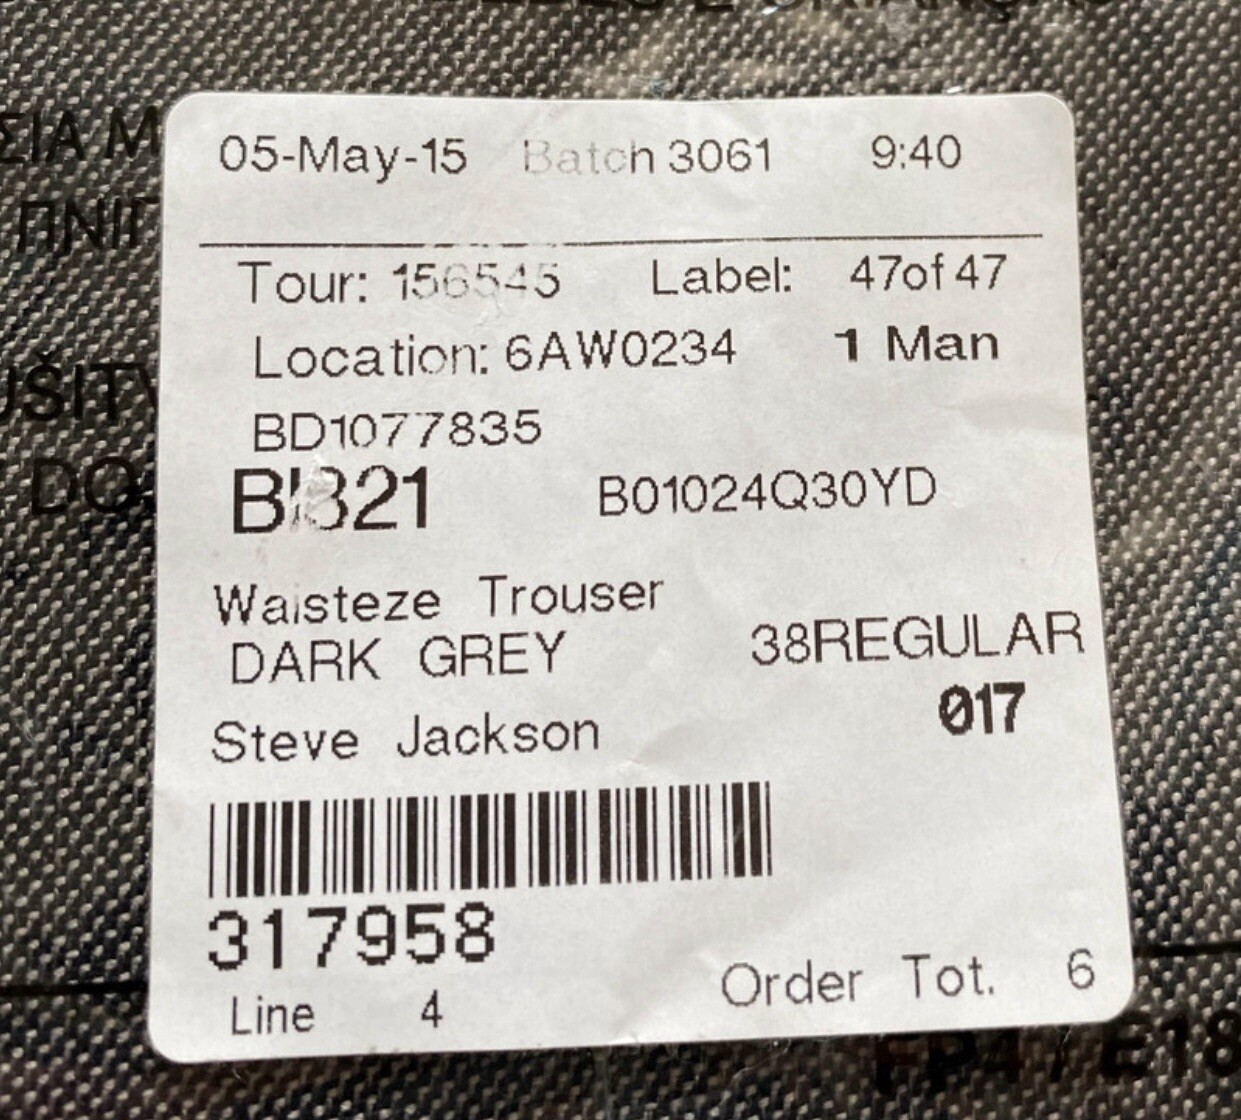 05-May-15 Batch 3061 9:40
Tour: 156545 Label: 47of 47
Location: 6AW0234 1 Man
BD1077835
B01024Q30YD
Waisteze Trouser
DARK GREY 38REGULAR
017
Steve Jackson
317958
Line 4 Order Tot. 6